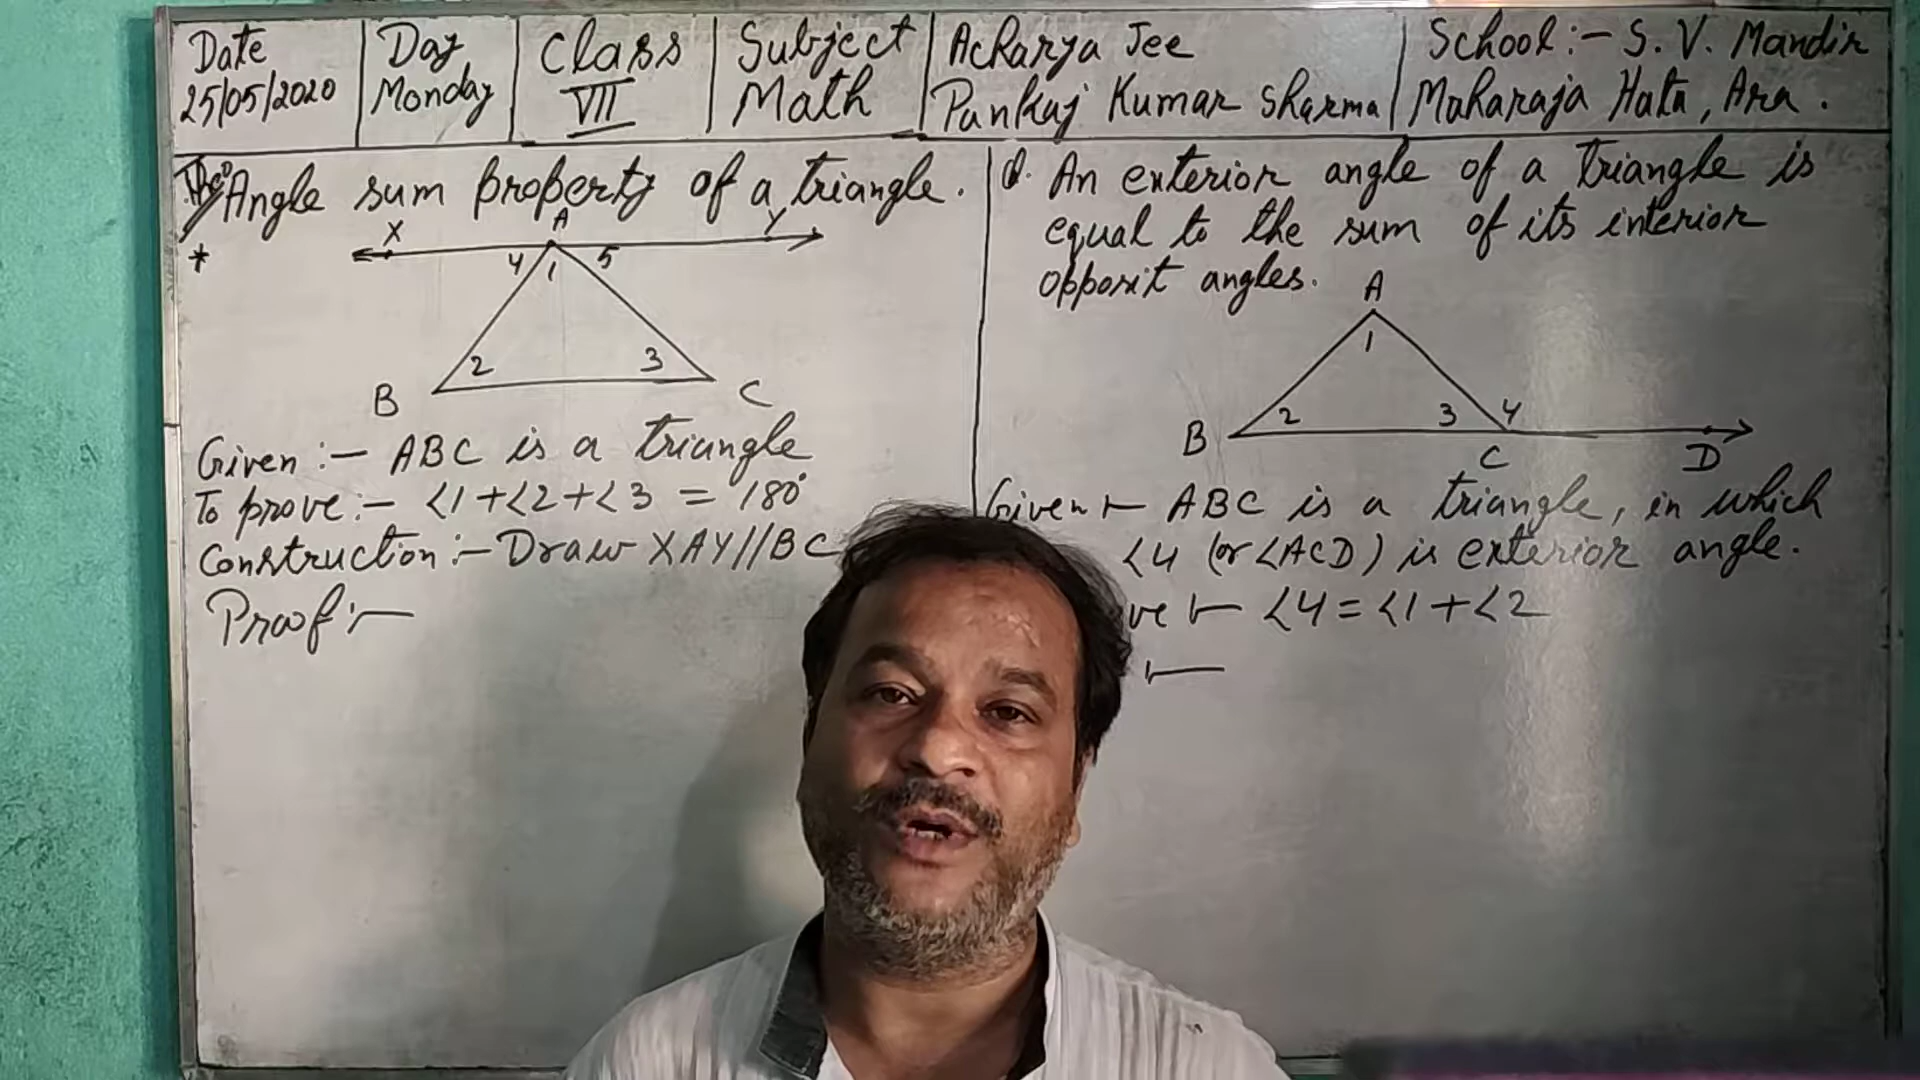 Date
25/05/2020
Day
Monday
Class
VII
Subject
Math
Acharya Jee
Pankaj Kumar Sharma
School:- S. V. Mandir
Maharaja Hata, Ara.
Angle sum property of a triangle.
*
X A Y
4 1 5
2 3
B C
Given:- ABC is a triangle
To prove:- ∠1+∠2+∠3 = 180°
Construction:- Draw XAY//BC
Proof:-
Q. An exterior angle of a triangle is
equal to the sum of its interior
opposit angles.
A
1
2 3 4
B C D
Given:- ABC is a triangle, in which
∠4 (or ∠ACD) is exterior angle.
ve:- ∠4=∠1+∠2
:-